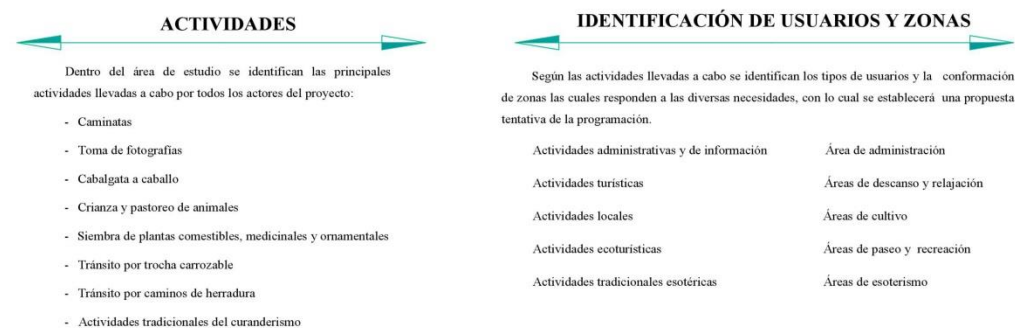 ACTIVIDADES
Dentro del área de estudio se identifican las principales
actividades llevadas a cabo por todos los actores del proyecto:
- Caminatas
- Toma de fotografías
- Cabalgata a caballo
- Crianza y pastoreo de animales
- Siembra de plantas comestibles, medicinales y ornamentales
- Tránsito por trocha carrozable
- Tránsito por caminos de herradura
- Actividades tradicionales del curanderismo
IDENTIFICACIÓN DE USUARIOS Y ZONAS
Según las actividades llevadas a cabo se identifican los tipos de usuarios y la conformación
de zonas las cuales responden a las diversas necesidades, con lo cual se establecerá una propuesta
tentativa de la programación.
Actividades administrativas y de información Área de administración
Actividades turísticas Áreas de descanso y relajación
Actividades locales Áreas de cultivo
Actividades ecoturísticas Áreas de paseo y recreación
Actividades tradicionales esotéricas Áreas de esoterismo